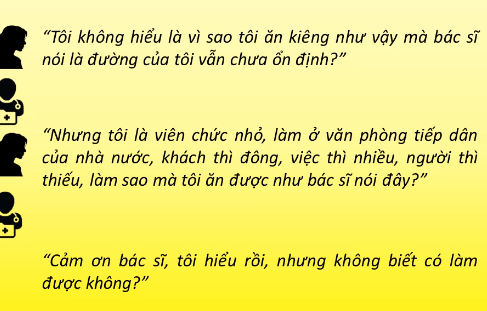 “Tôi không hiểu là vì sao tôi ăn kiêng như vậy mà bác sĩ
nói là đường của tôi vẫn chưa ổn định?”
“Nhưng tôi là viên chức nhỏ, làm ở văn phòng tiếp dân
của nhà nước, khách thì đông, việc thì nhiều, người thì
thiếu, làm sao mà tôi ăn được như bác sĩ nói đây?”
“Cảm ơn bác sĩ, tôi hiểu rồi, nhưng không biết có làm
được không?”